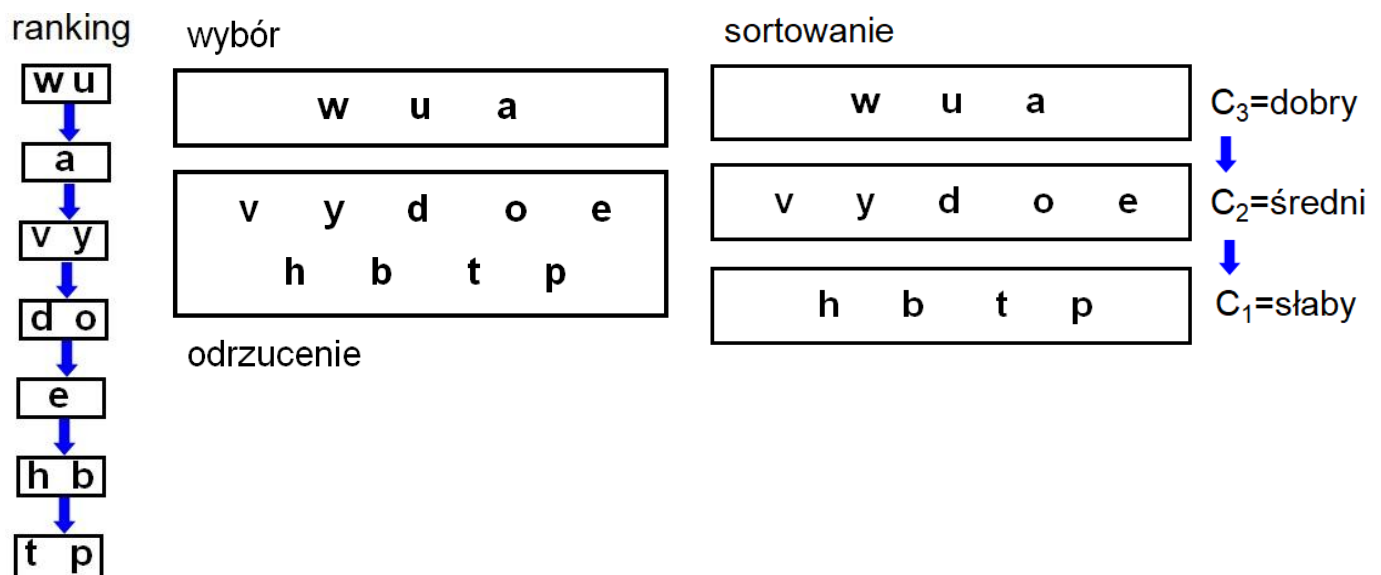 ranking
w u
a
v y
d o
e
h b
t p
wybór
w u a
v y d o e
h b t p
odrzucenie
sortowanie
w u a
C3=dobry
v y d o e
C2=średni
h b t p
C1=słaby